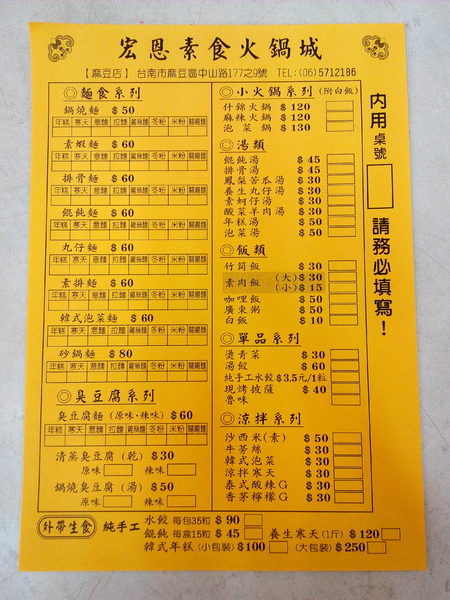 宏恩素食火鍋城
【麻豆店】 台南市麻豆區中山路177之9號 TEL:(06)5712186
◎麵食系列
鍋燒麵 $50
年糕 寒天 意麵 拉麵 雞絲麵 冬粉 米粉 關廟麵
素蝦麵 $60
年糕 寒天 意麵 拉麵 雞絲麵 冬粉 米粉 關廟麵
排骨麵 $60
年糕 寒天 意麵 拉麵 雞絲麵 冬粉 米粉 關廟麵
餛飩麵 $60
年糕 寒天 意麵 拉麵 雞絲麵 冬粉 米粉 關廟麵
丸仔麵 $60
年糕 寒天 意麵 拉麵 雞絲麵 冬粉 米粉 關廟麵
素排麵 $60
年糕 寒天 意麵 拉麵 雞絲麵 冬粉 米粉 關廟麵
韓式泡菜麵 $60
年糕 寒天 意麵 拉麵 雞絲麵 冬粉 米粉 關廟麵
砂鍋麵 $80
年糕 寒天 意麵 拉麵 雞絲麵 冬粉 米粉 關廟麵
◎臭豆腐系列
臭豆腐麵(原味、辣味) $60
年糕 寒天 意麵 拉麵 雞絲麵 冬粉 米粉 關廟麵
清蒸臭豆腐(乾) $30
原味 辣味
鍋燒臭豆腐(湯) $50
原味 辣味
◎小火鍋系列(附白飯)
什錦火鍋 $120
麻辣火鍋 $120
泡菜鍋 $130
◎湯類
餛飩湯 $45
排骨湯 $45
鳳梨苦瓜湯 $30
養生丸仔湯 $30
素蚵仔湯 $30
酸菜羊肉湯 $30
年糕湯 $50
泡菜湯 $50
◎飯類
竹筒飯 $30
素肉飯 (大)$30
(小)$15
咖哩飯 $50
廣東粥 $50
白飯 $10
◎單品系列
燙青菜 $30
湯餃 $60
純手工水餃 $3.5元/1粒
現烤披薩 $40
魯味
◎涼拌系列
沙西米(素) $50
牛蒡絲 $30
韓式泡菜 $30
涼拌寒天 $30
泰式酸辣G $30
香茅檸檬G $30
內用桌號
請務必填寫！
外帶生食 純手工
水餃 每包35粒 $90
餛飩 每盒15粒 $45 養生寒天(1斤) $120
韓式年糕(小包裝)$100 (大包裝)$250